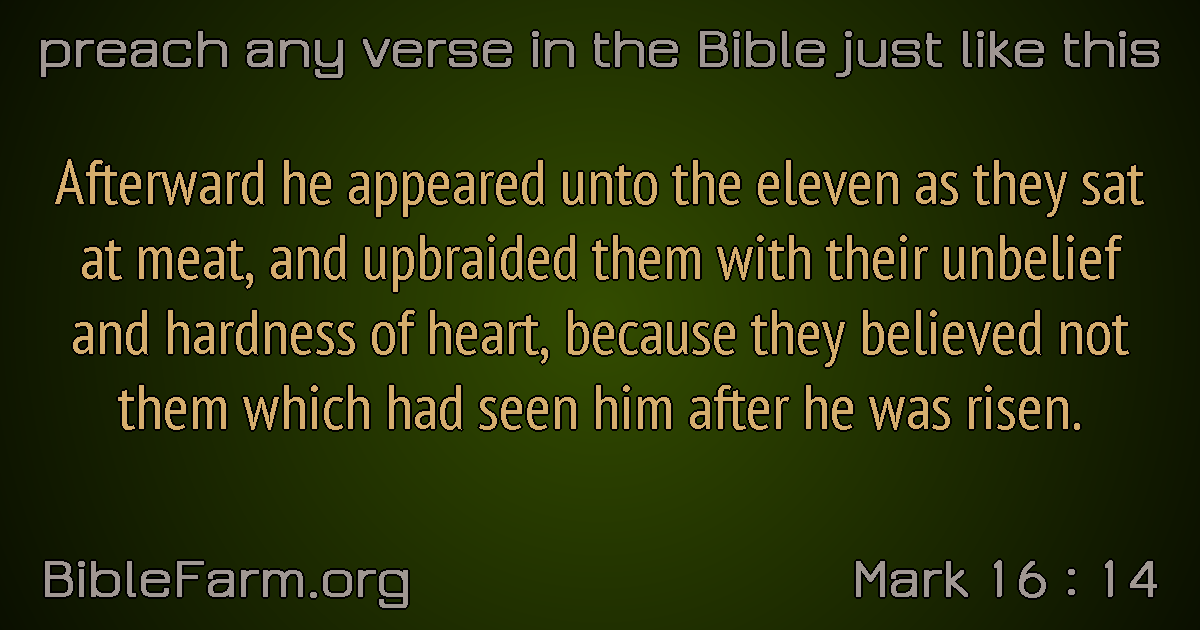 preach any verse in the Bible just like this
Afterward he appeared unto the eleven as they sat
at meat, and upbraided them with their unbelief
and hardness of heart, because they believed not
them which had seen him after he was risen.
BibleFarm.org
Mark 16 : 14